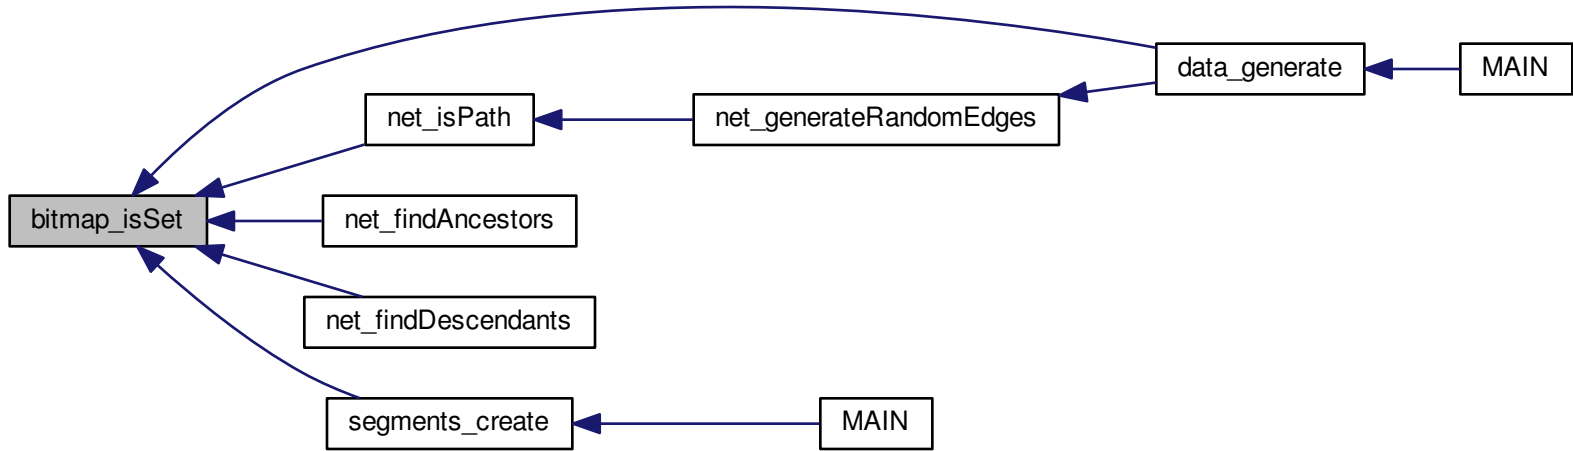 data_generate
MAIN
net_isPath
net_generateRandomEdges
bitmap_isSet
net_findAncestors
net_findDescendants
segments_create
MAIN